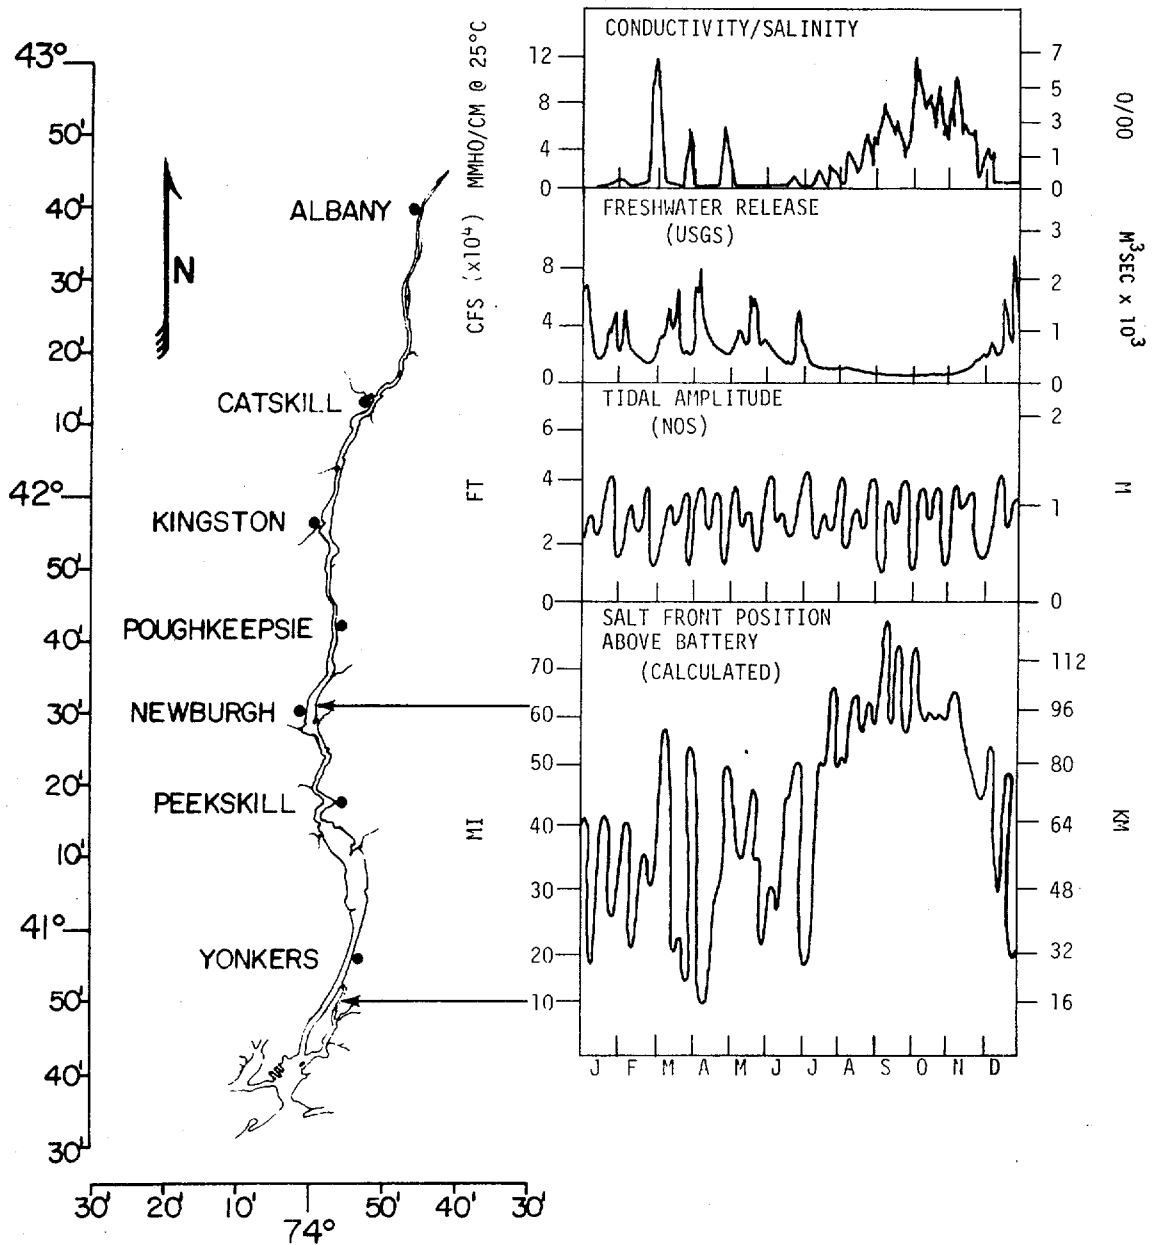 43°
50'
40'
30'
20'
10'
42°
50'
40'
30'
20'
10'
41°
50'
40'
30'
30' 20' 10' 74° 50' 40' 30'
N
ALBANY
CATSKILL
KINGSTON
POUGHKEEPSIE
NEWBURGH
PEEKSKILL
YONKERS
CONDUCTIVITY/SALINITY
MMHO/CM @ 25°C
12
8
4
0
7
5
3
1
0
0/00
FRESHWATER RELEASE
(USGS)
CFS (x10⁴)
8
4
0
3
2
1
0
M³SEC x 10³
TIDAL AMPLITUDE
(NOS)
FT
6
4
2
0
2
1
0
M
SALT FRONT POSITION
ABOVE BATTERY
(CALCULATED)
MI
70
60
50
40
30
20
10
112
96
80
64
48
32
16
KM
J F M A M J J A S O N D